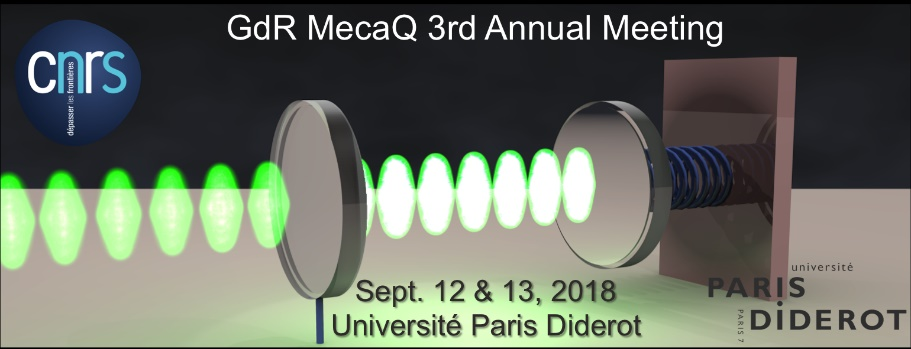 GdR MecaQ 3rd Annual Meeting
cnrs
dépasser les frontières
Sept. 12 & 13, 2018
Université Paris Diderot
université
PARIS
DiDEROT
PARIS 7